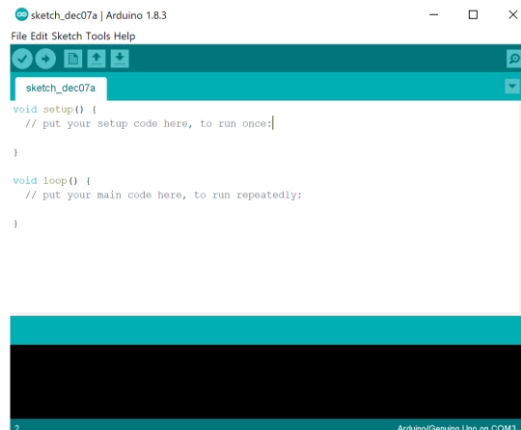 sketch_dec07a | Arduino 1.8.3
File Edit Sketch Tools Help
sketch_dec07a
void setup() {
  // put your setup code here, to run once:

}

void loop() {
  // put your main code here, to run repeatedly:

}
2
Arduino/Genuino Uno on COM3